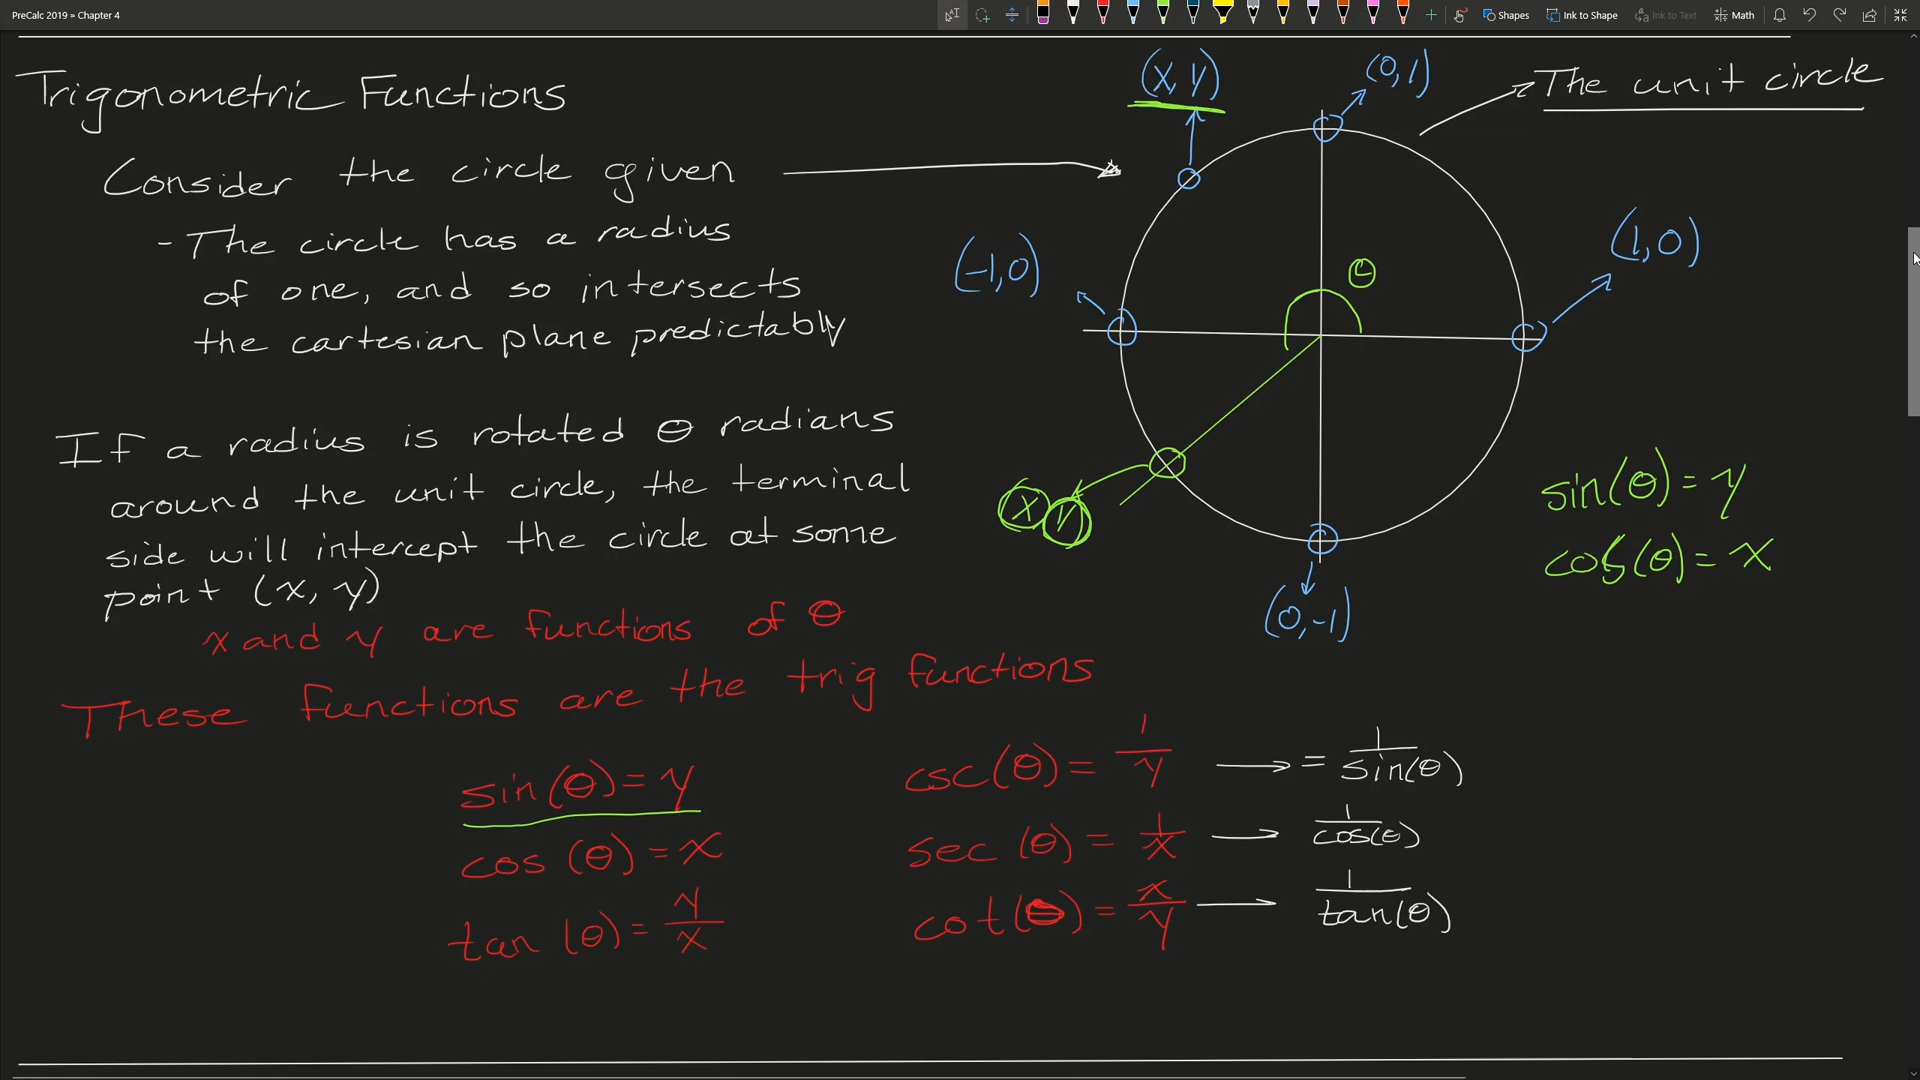 PreCalc 2019 » Chapter 4
Shapes
Ink to Shape
Ink to Text
Math
Trigonometric Functions
Consider the circle given
- The circle has a radius
of one, and so intersects
the cartesian plane predictably
If a radius is rotated θ radians
around the unit circle, the terminal
side will intercept the circle at some
point (x, y)
x and y are functions of θ
These functions are the trig functions
sin(θ) = y
cos(θ) = x
tan(θ) = y/x
csc(θ) = 1/y → = 1/sin(θ)
sec(θ) = 1/x → 1/cos(θ)
cot(θ) = x/y → 1/tan(θ)
(x, y)
(0, 1)
The unit circle
(-1, 0)
θ
(1, 0)
x y
(0, -1)
sin(θ) = y
cos(θ) = x